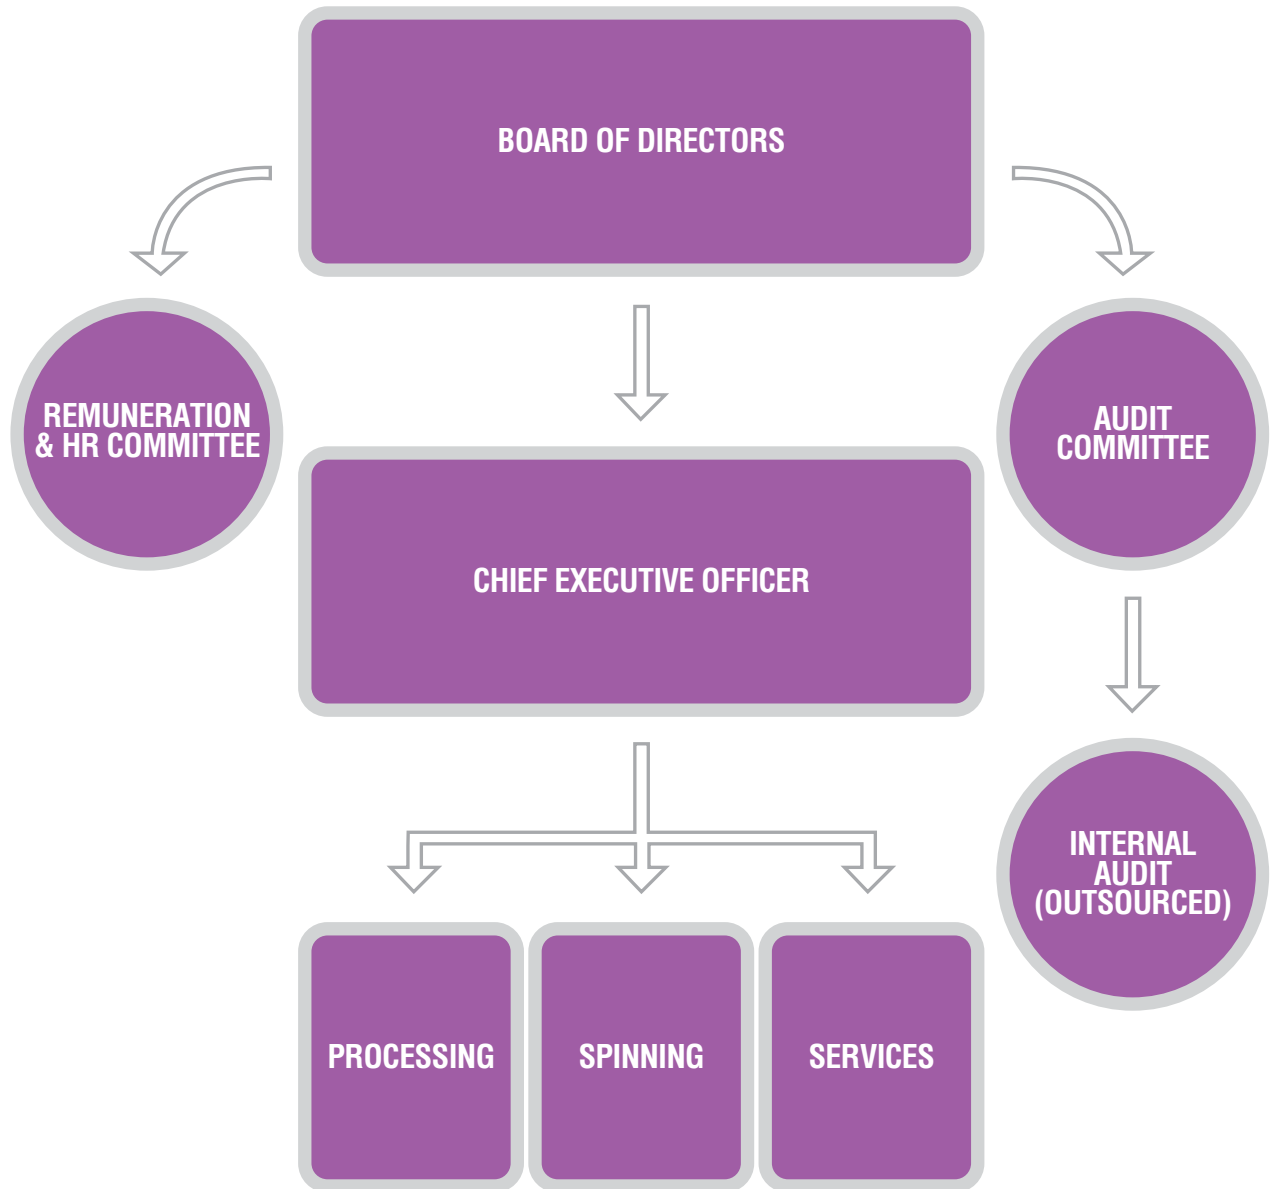 BOARD OF DIRECTORS
REMUNERATION
& HR COMMITTEE
AUDIT
COMMITTEE
CHIEF EXECUTIVE OFFICER
INTERNAL
AUDIT
(OUTSOURCED)
PROCESSING
SPINNING
SERVICES